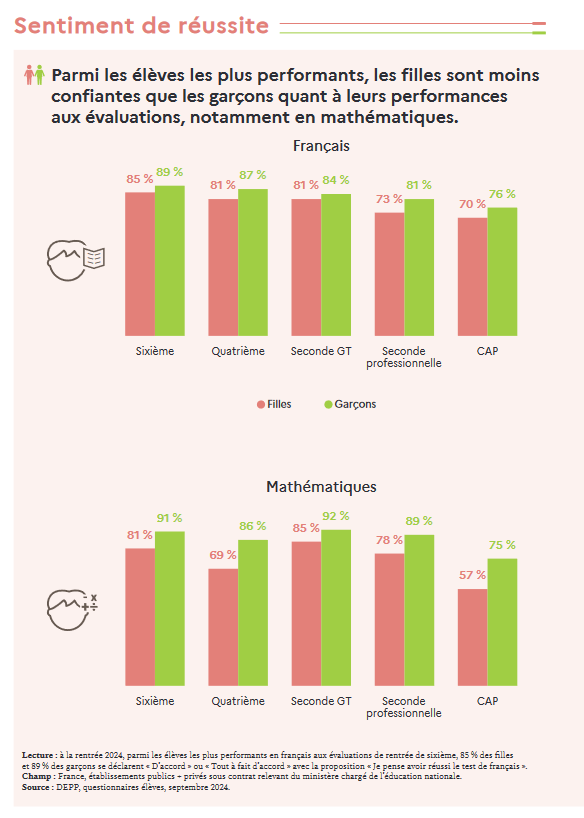 Sentiment de réussite
Parmi les élèves les plus performants, les filles sont moins
confiantes que les garçons quant à leurs performances
aux évaluations, notamment en mathématiques.
Français
85 % 89 % 81 % 87 % 81 % 84 % 73 % 81 % 70 % 76 %
Sixième Quatrième Seconde GT Seconde CAP
professionnelle
Filles Garçons
Mathématiques
81 % 91 % 69 % 86 % 85 % 92 % 78 % 89 % 57 % 75 %
- x
+ ÷
Sixième Quatrième Seconde GT Seconde CAP
professionnelle
Lecture : à la rentrée 2024, parmi les élèves les plus performants en français aux évaluations de rentrée de sixième, 85 % des filles
et 89 % des garçons se déclarent « D'accord » ou « Tout à fait d'accord » avec la proposition « Je pense avoir réussi le test de français ».
Champ : France, établissements publics + privés sous contrat relevant du ministère chargé de l'éducation nationale.
Source : DEPP, questionnaires élèves, septembre 2024.